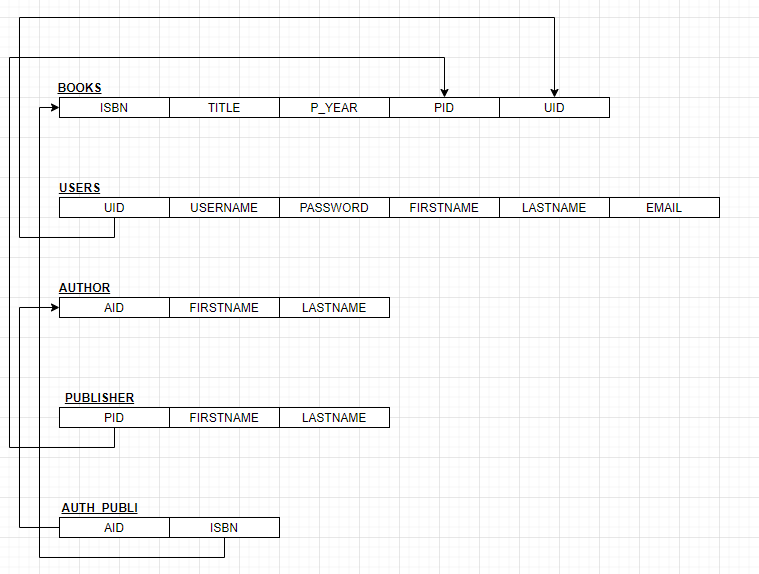 BOOKS
ISBN TITLE P_YEAR PID UID
USERS
UID USERNAME PASSWORD FIRSTNAME LASTNAME EMAIL
AUTHOR
AID FIRSTNAME LASTNAME
PUBLISHER
PID FIRSTNAME LASTNAME
AUTH_PUBLI
AID ISBN